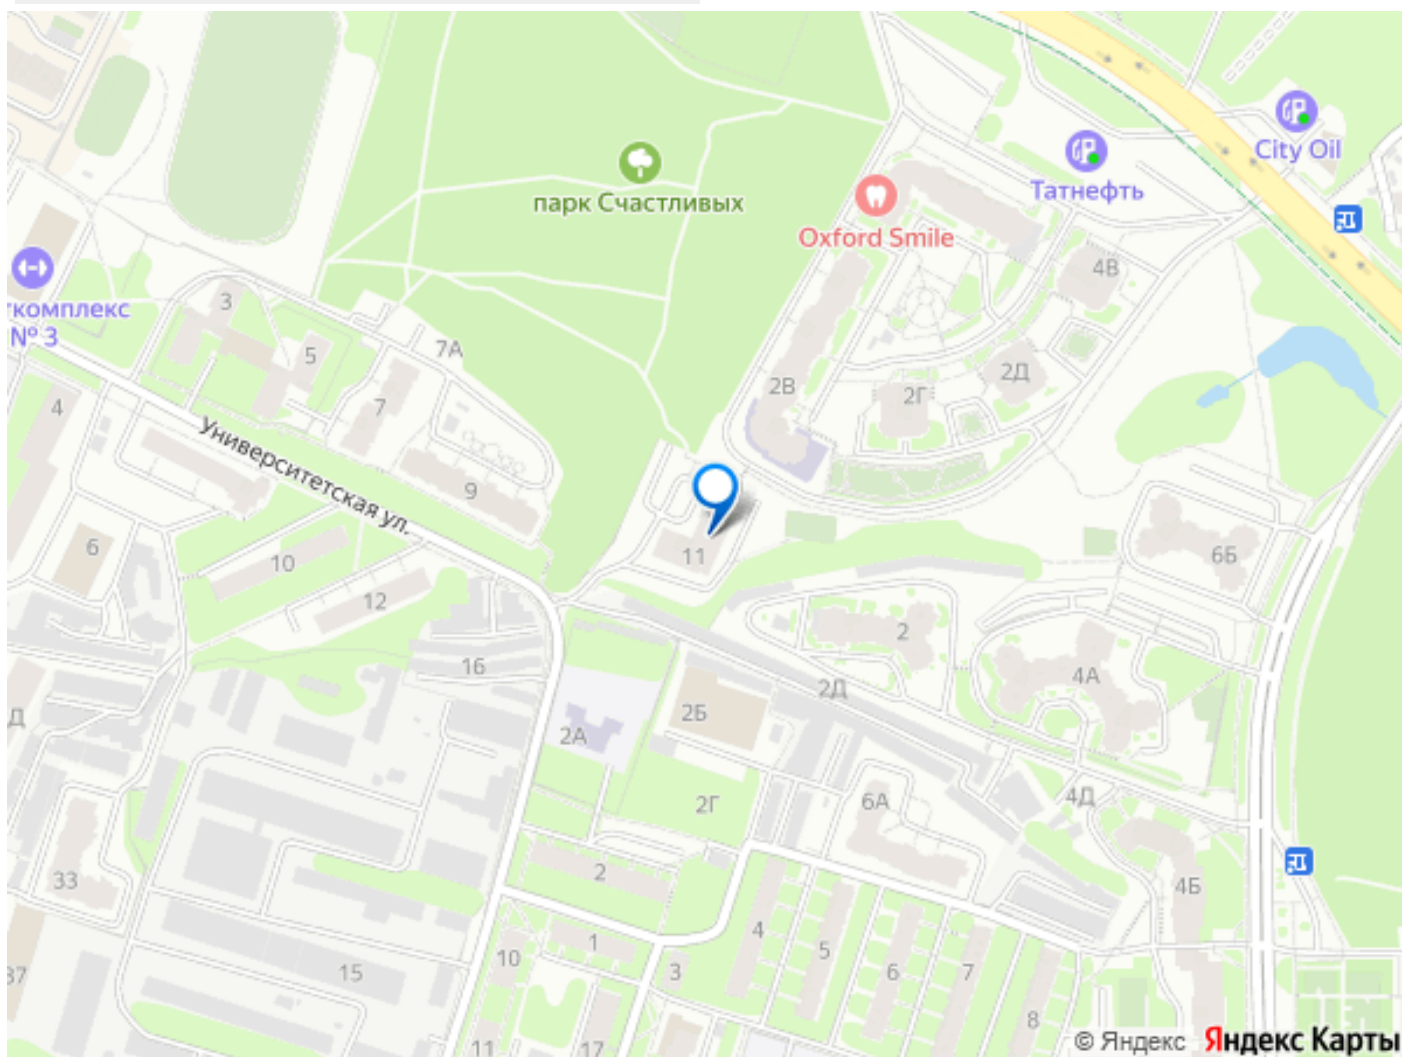 City Oil
Татнефть
парк Счастливых
Oxford Smile
4В
3
ткомплекс
№ 3
5
7А
2В
2Г
2Д
7
4
Университетская ул.
9
11
6Б
6
10
12
2
16
4А
2Д
Д
2Б
2А
2Г
6А
4Д
33
2
4Б
4
1
5
10
3
6
7
15
37
8
11
17
© Яндекс Яндекс Карты